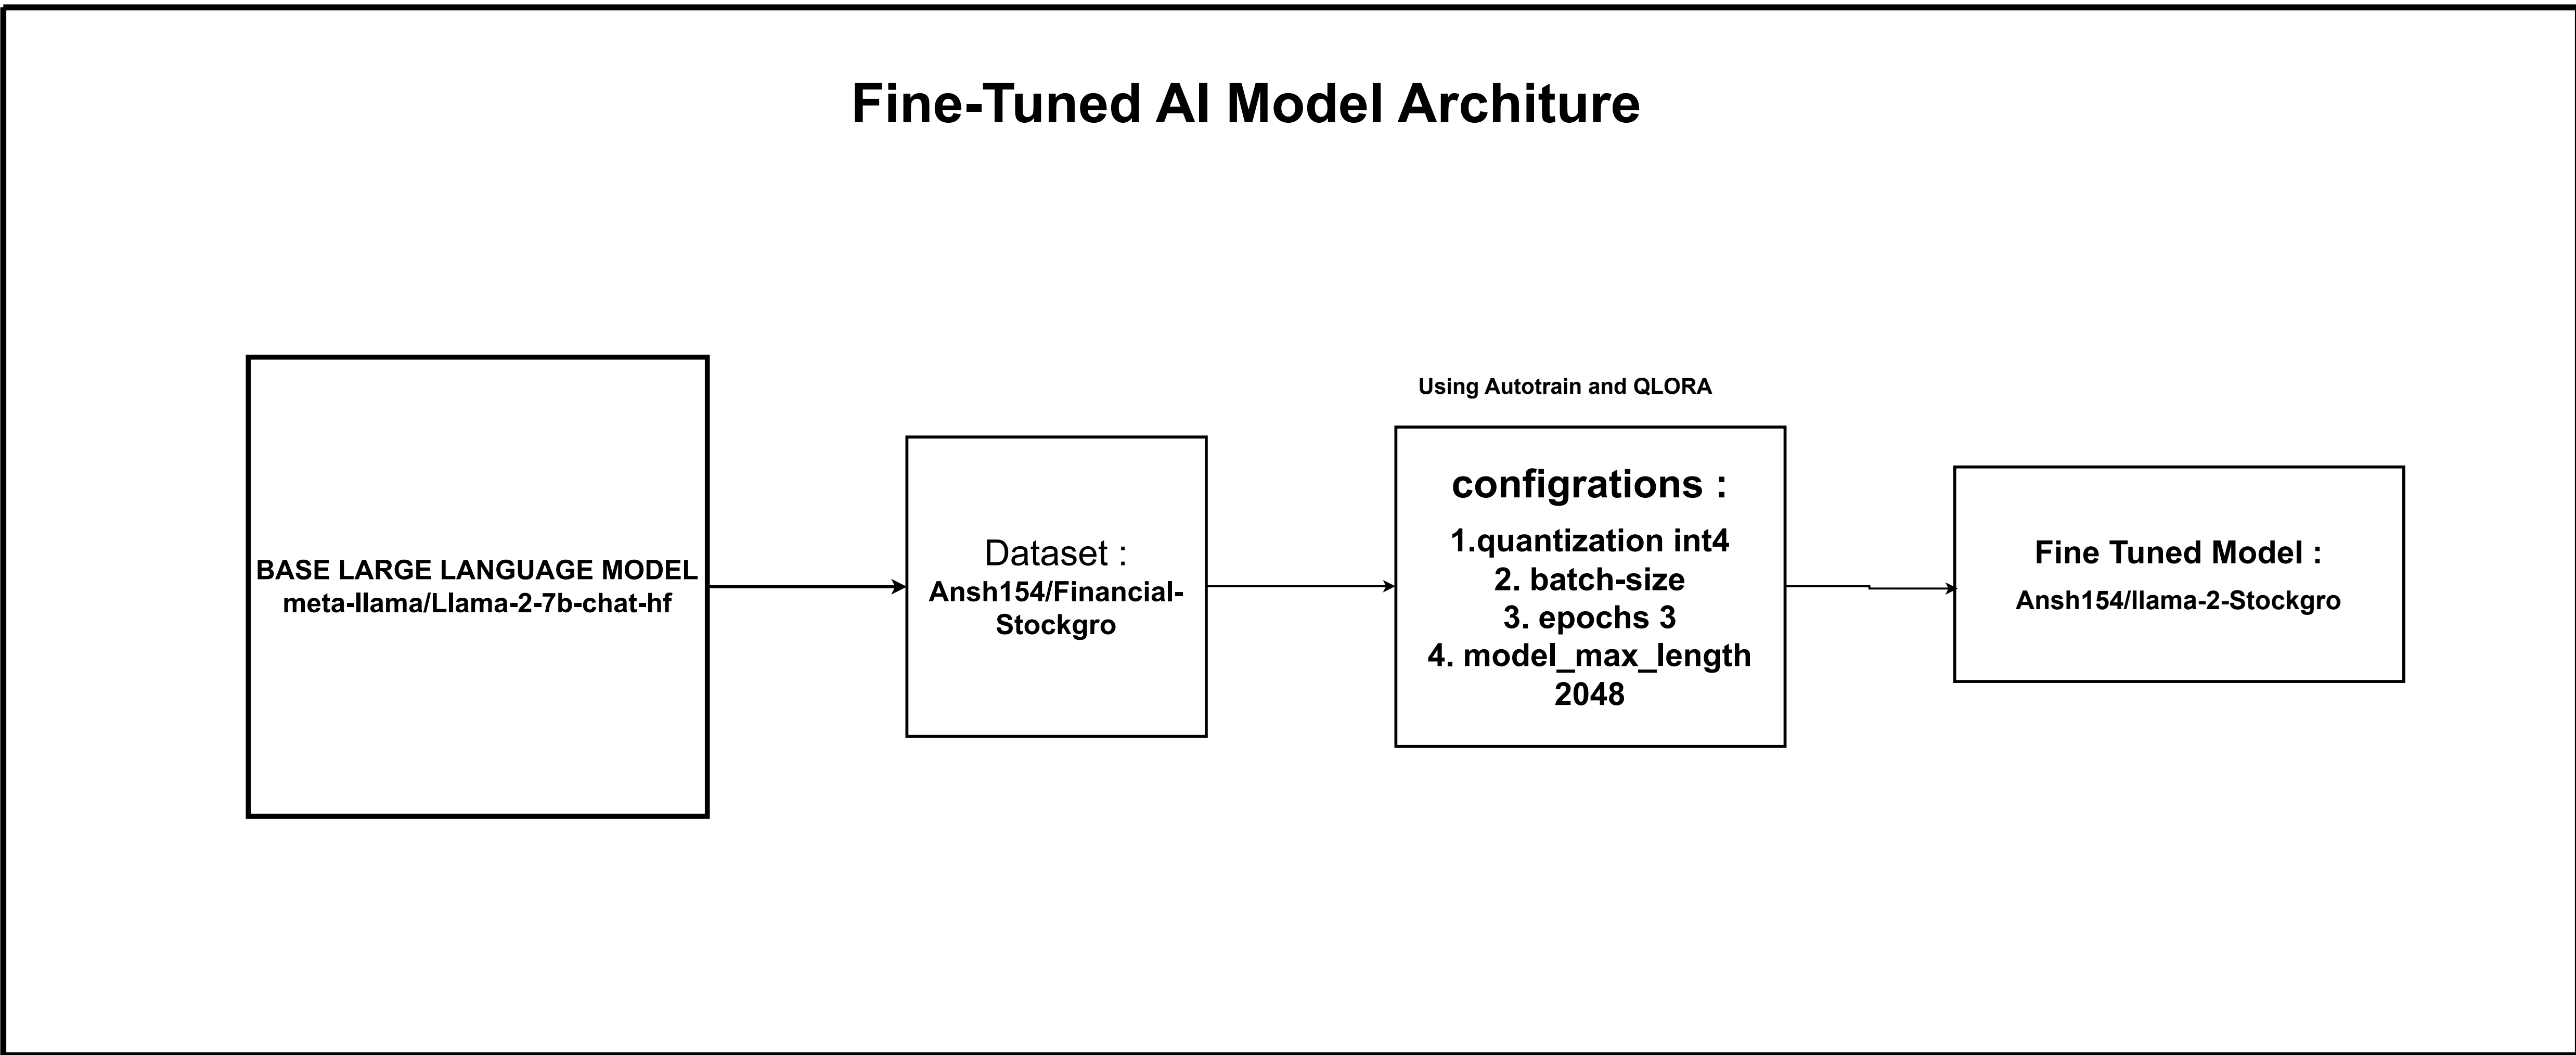 Fine-Tuned AI Model Architure
BASE LARGE LANGUAGE MODEL
meta-llama/Llama-2-7b-chat-hf
Dataset :
Ansh154/Financial-
Stockgro
Using Autotrain and QLORA
configrations :
1.quantization int4
2. batch-size
3. epochs 3
4. model_max_length
2048
Fine Tuned Model :
Ansh154/llama-2-Stockgro